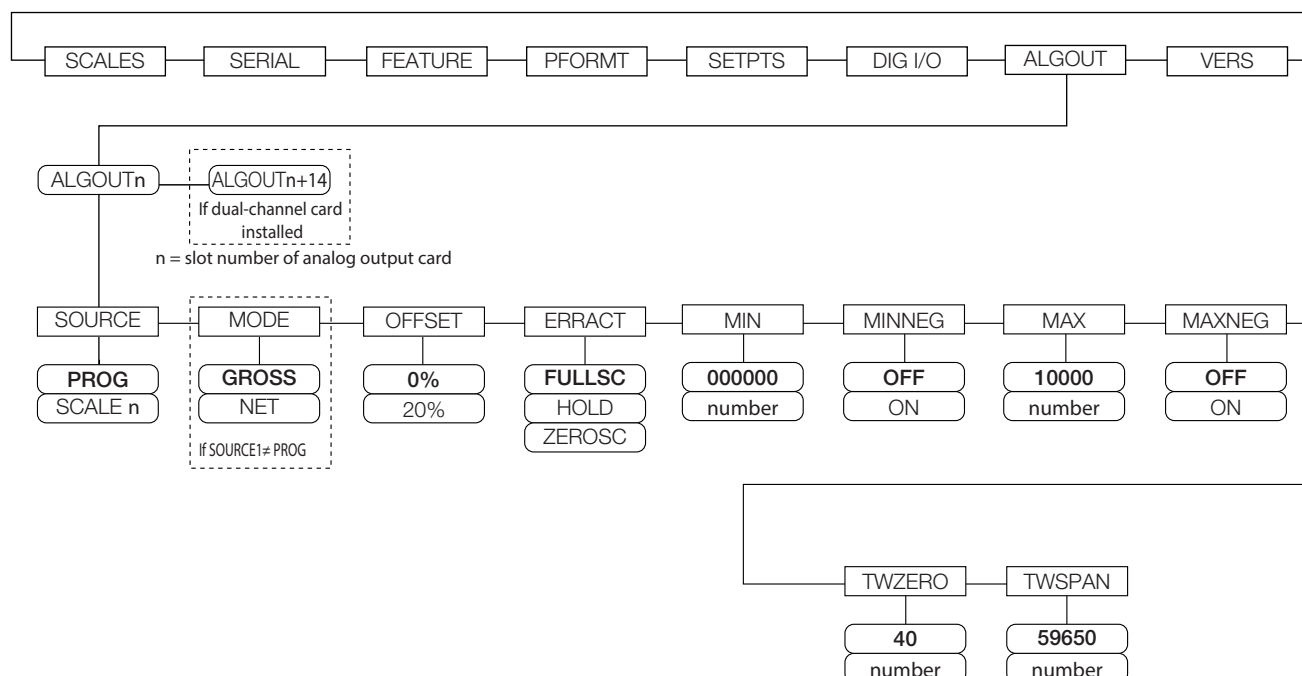 SCALES SERIAL FEATURE PFORMT SETPTS DIG I/O ALGOUT VERS
ALGOUTn ALGOUTn+14
If dual-channel card
installed
n = slot number of analog output card
SOURCE MODE OFFSET ERRACT MIN MINNEG MAX MAXNEG
PROG GROSS 0% FULLSC 000000 OFF 10000 OFF
SCALE n NET 20% HOLD number ON number ON
ZEROSC
If SOURCE1≠ PROG
TWZERO TWSPAN
40 59650
number number